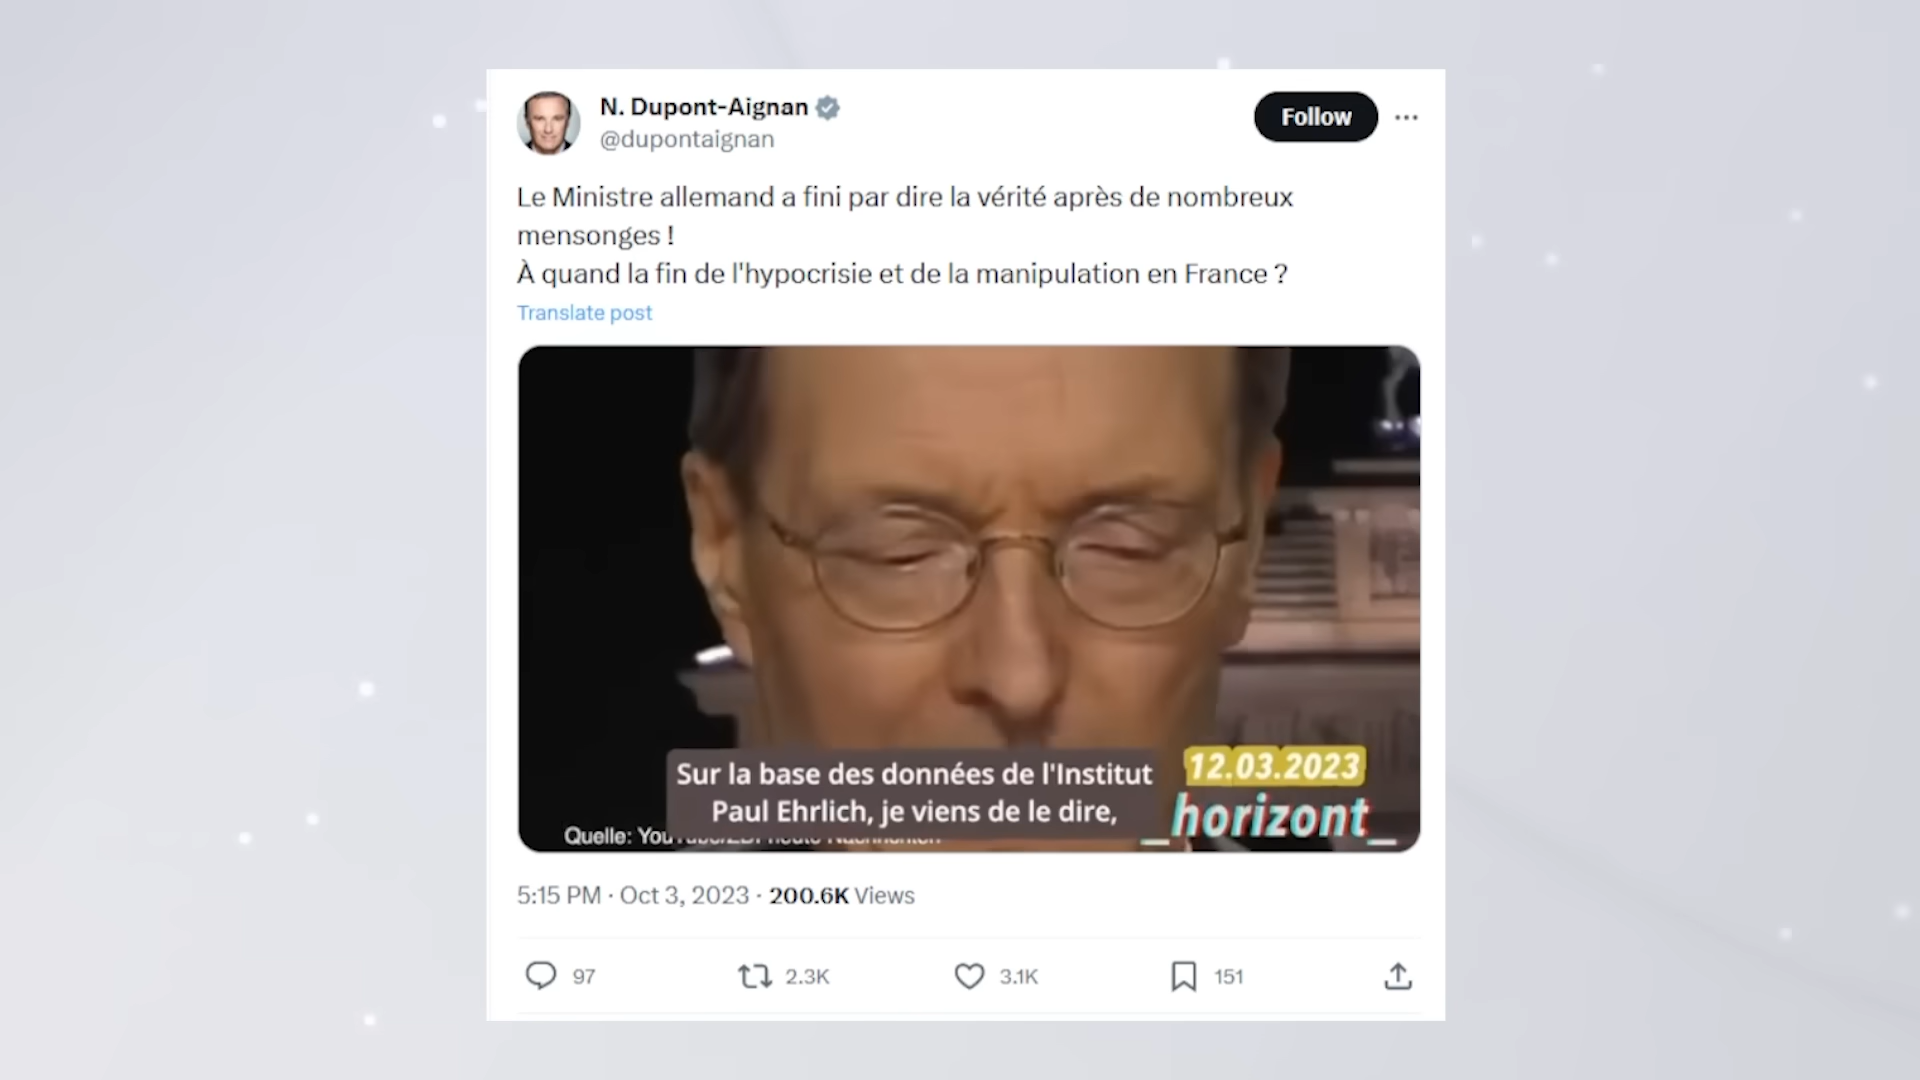 N. Dupont-Aignan
@dupontaignan
Follow
Le Ministre allemand a fini par dire la vérité après de nombreux
mensonges !
À quand la fin de l'hypocrisie et de la manipulation en France ?
Translate post
Sur la base des données de l'Institut
Paul Ehrlich, je viens de le dire,
12.03.2023
horizont
Quelle:
5:15 PM · Oct 3, 2023 · 200.6K Views
97
2.3K
3.1K
151